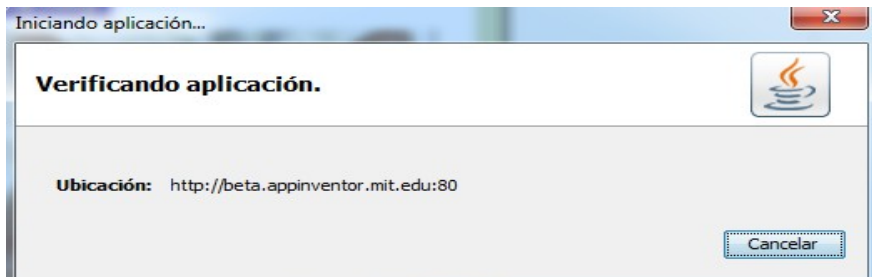 Iniciando aplicación...
Verificando aplicación.
Ubicación: http://beta.appinventor.mit.edu:80
Cancelar